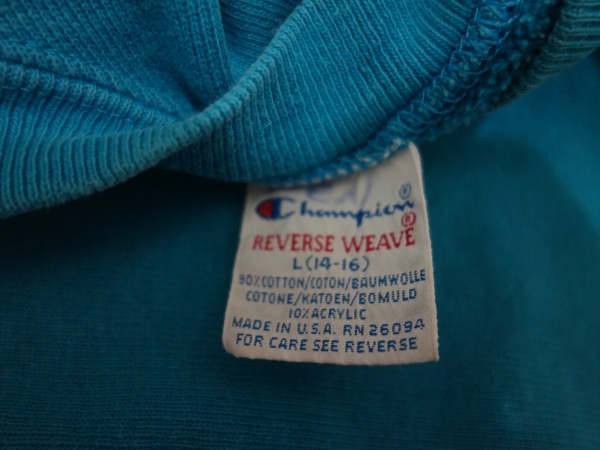 Champion®
REVERSE WEAVE®
L (14-16)
90% COTTON/COTON/BAUMWOLLE
COTONE/KATOEN/BOMULD
10% ACRYLIC
MADE IN U.S.A. RN 26094
FOR CARE SEE REVERSE